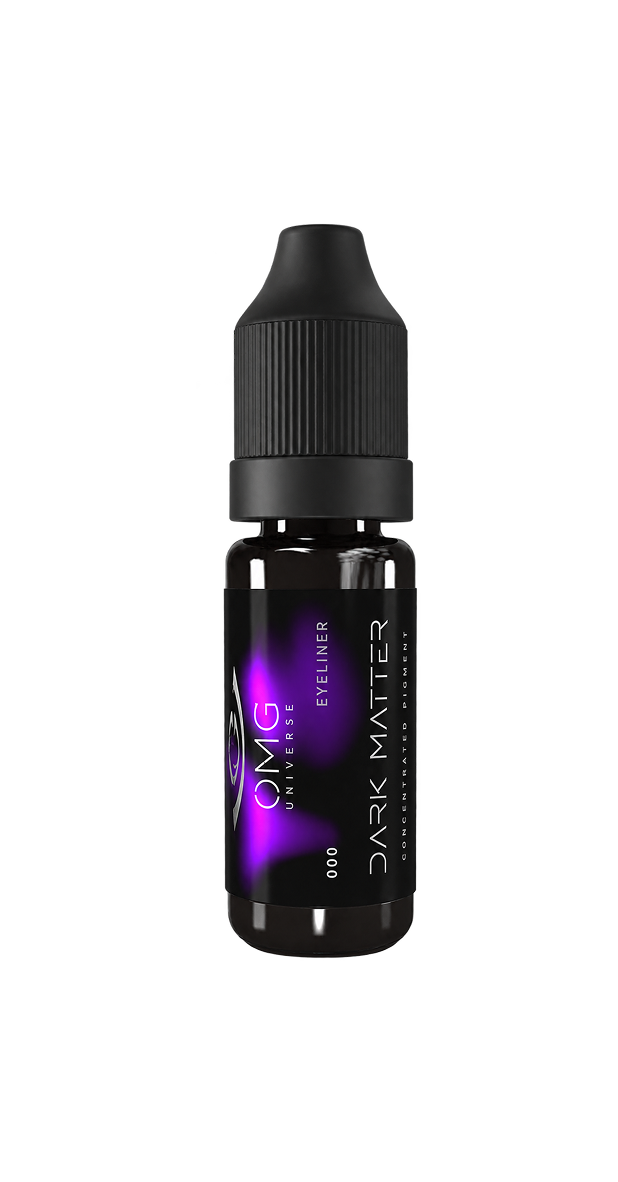 OMG
UNIVERSE
EYELINER
000
DARK MATTER
CONCENTRATED PIGMENT